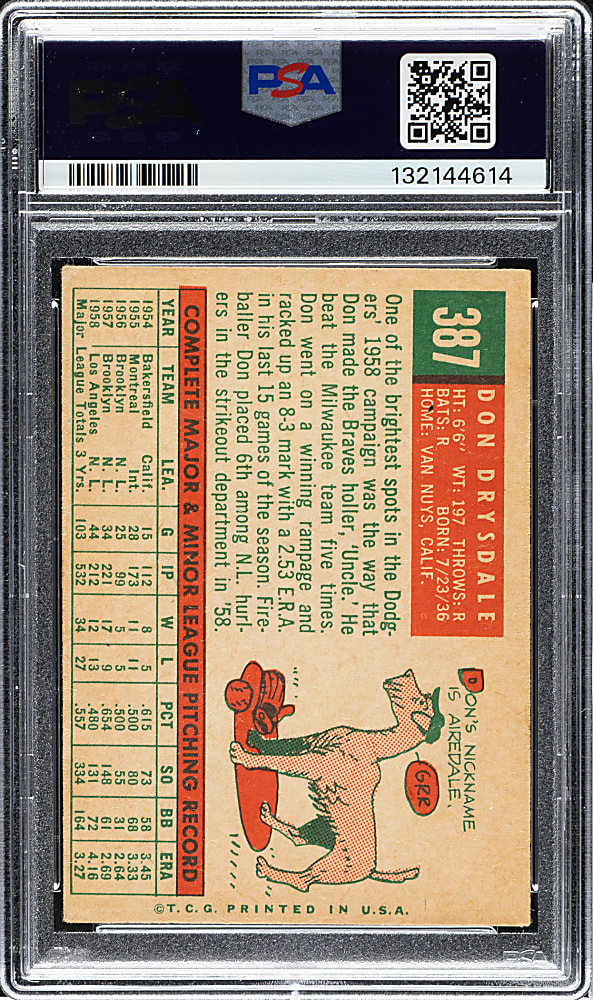 PSA
PSA
132144614
387
DON DRYSDALE
HT: 6'6" WT: 197 THROWS: R
BATS: R BORN: 7/23/36
HOME: VAN NUYS, CALIF.
One of the brightest spots in the Dodg-
ers' 1958 campaign was the way that
Don made the Braves holler, 'Uncle.' He
beat the Milwaukee team five times.
Don went on a winning rampage and
racked up an 8-3 mark with a 2.53 E.R.A.
in his last 15 games of the season. Fire-
baller Don placed 6th among N.L. hurl-
ers in the strikeout department in '58.
DON'S NICKNAME
IS AIREDALE.
GRR
COMPLETE MAJOR & MINOR LEAGUE PITCHING RECORD
YEAR TEAM LEA. G IP W L PCT SO BB ERA
1954 Bakersfield Calif 15 112 8 5 .615 73 58 3.45
1955 Montreal Int. 28 173 11 11 .500 80 68 3.33
1956 Brooklyn N. L. 25 99 5 5 .500 55 31 2.64
1957 Brooklyn N. L. 34 221 17 9 .654 148 61 2.69
1958 Los Angeles N. L. 44 212 12 13 .480 131 72 4.16
Major League Totals 3 Yrs. 103 532 34 27 .557 334 164 3.27
©T.C.G. PRINTED IN U.S.A.